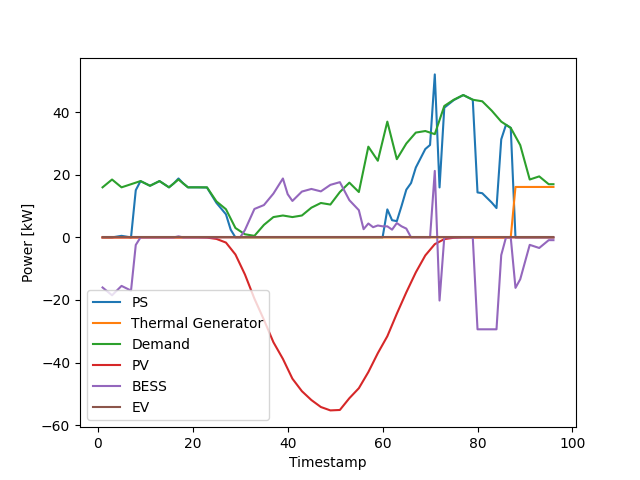 Power [kW]
40
20
0
−20
−40
−60
PS
Thermal Generator
Demand
PV
BESS
EV
0 20 40 60 80 100
Timestamp